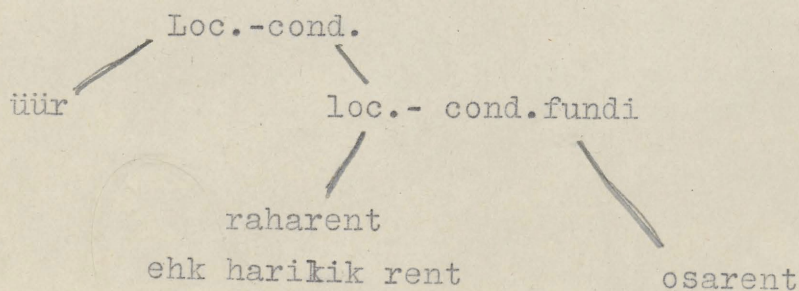 Loc.-cond.
üür
loc.- cond.fundi
raharent
ehk harikik rent
osarent